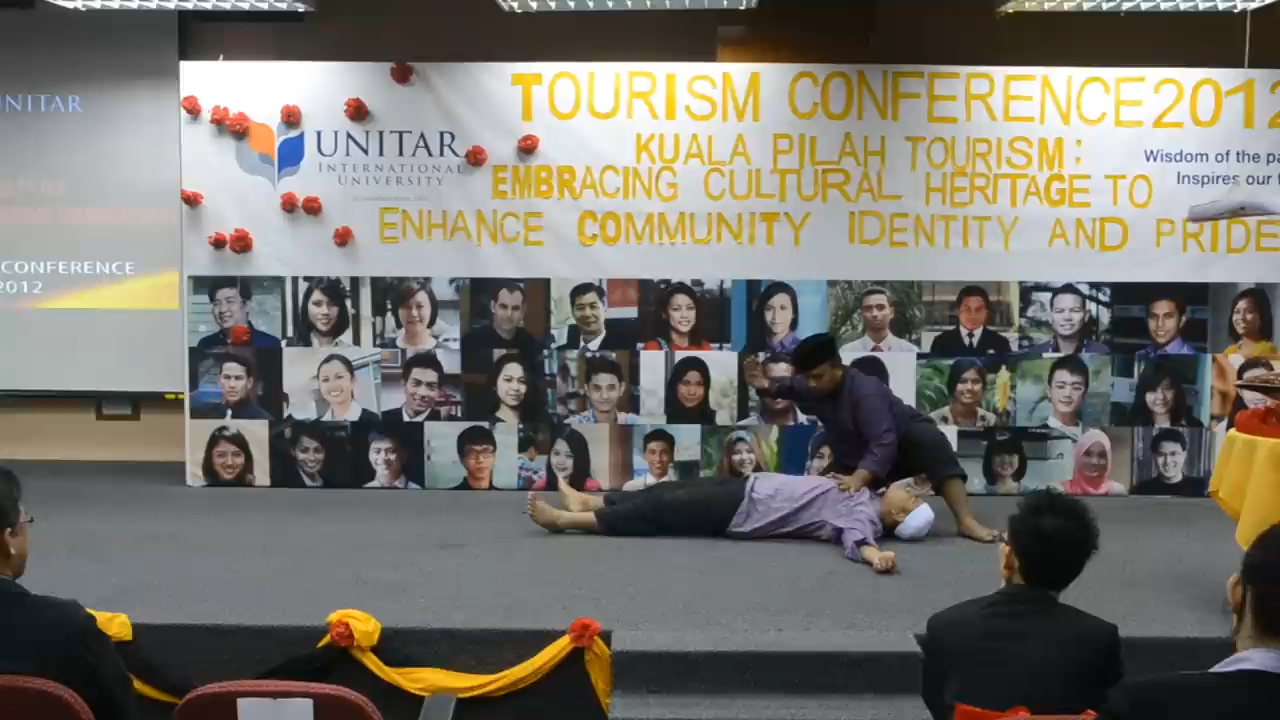 UNITAR
CONFERENCE
2012
UNITAR
INTERNATIONAL
UNIVERSITY
TOURISM CONFERENCE 2012
KUALA PILAH TOURISM:
EMBRACING CULTURAL HERITAGE TO
ENHANCE COMMUNITY IDENTITY AND PRIDE
Wisdom of the
Inspires our